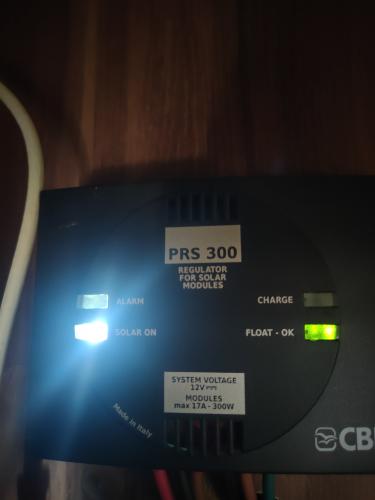 PRS 300
REGULATOR
FOR SOLAR
MODULES
ALARM
CHARGE
SOLAR ON
FLOAT - OK
SYSTEM VOLTAGE
12V
MODULES
max 17A - 300W
Made in Italy